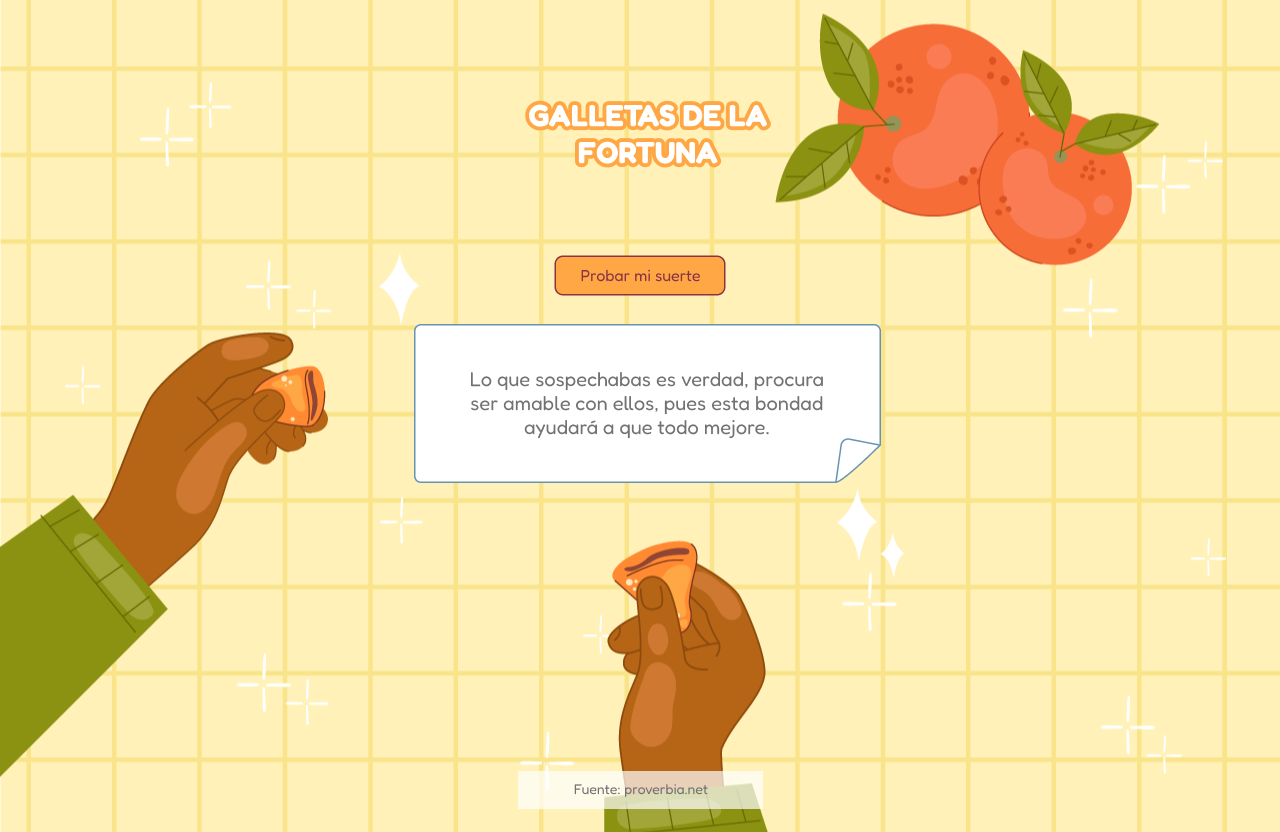 GALLETAS DE LA
FORTUNA
Probar mi suerte
Lo que sospechabas es verdad, procura
ser amable con ellos, pues esta bondad
ayudará a que todo mejore.
Fuente: proverbia.net